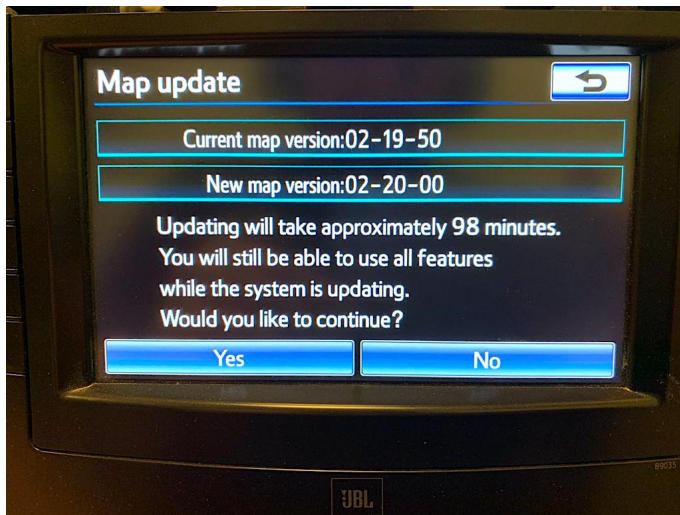 Map update
Current map version:02-19-50
New map version:02-20-00
Updating will take approximately 98 minutes.
You will still be able to use all features
while the system is updating.
Would you like to continue?
Yes
No
B9035
JBL